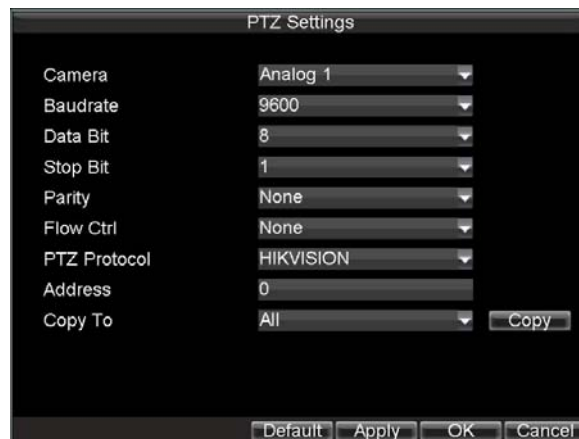 PTZ Settings
Camera Analog 1
Baudrate 9600
Data Bit 8
Stop Bit 1
Parity None
Flow Ctrl None
PTZ Protocol HIKVISION
Address 0
Copy To All Copy
Default Apply OK Cancel